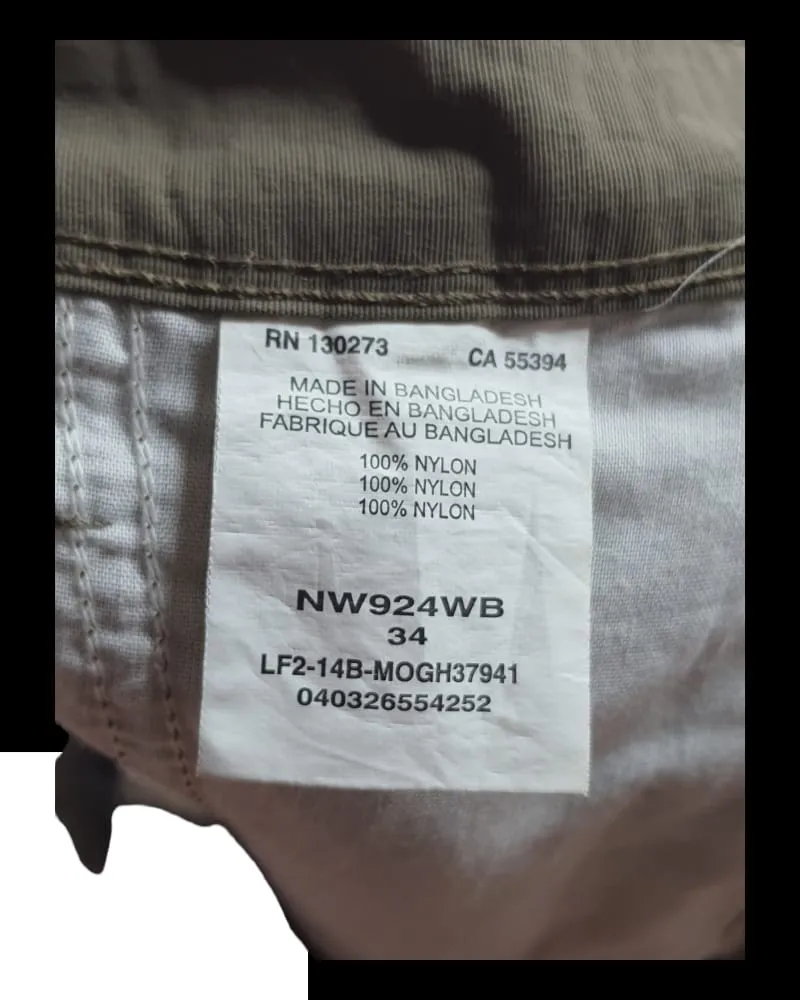 RN 130273 CA 55394
MADE IN BANGLADESH
HECHO EN BANGLADESH
FABRIQUE AU BANGLADESH
100% NYLON
100% NYLON
100% NYLON
NW924WB
34
LF2-14B-MOGH37941
040326554252